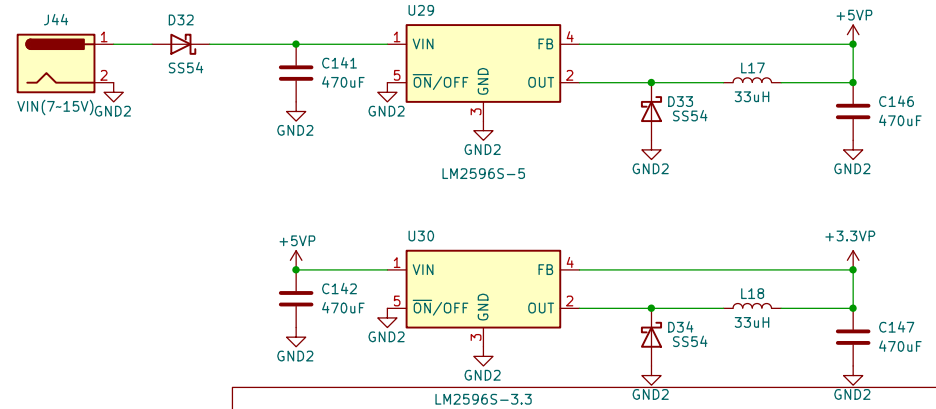 J44
1
2
VIN(7~15V)
GND2
D32
SS54
C141
470uF
GND2
U29
1
VIN
FB
4
5
ON/OFF
GND
OUT
2
GND2
3
GND2
LM2596S-5
D33
SS54
GND2
L17
33uH
+5VP
C146
470uF
GND2
+5VP
C142
470uF
GND2
U30
1
VIN
FB
4
5
ON/OFF
GND
OUT
2
GND2
3
GND2
LM2596S-3.3
D34
SS54
GND2
L18
33uH
+3.3VP
C147
470uF
GND2